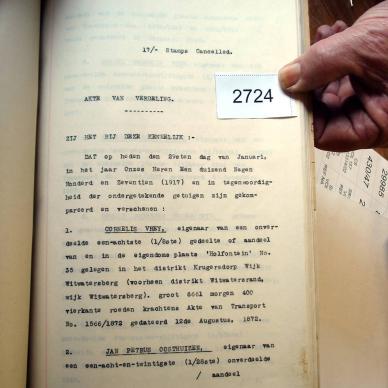 17/- Stamps Cancelled.
2724
AKTE VAN VERDELING.
ZIJ HET BIJ DEZE KENNELIJK :-
DAT op heden den 29sten dag van Januari,
in het jaar Onzes Heren Een duizend Negen
Honderd en Zeventien (1917) en in tegenwoordig-
heid der ondergetekende getuigen zijn gekom-
pareerd en verschenen :
1. CORNELIS VREY, eigenaar van een onver-
deelde een-achtste (1/8ste) gedeelte of aandeel
van en in de eigendoms plaats 'Holfontein' No.
35 gelegen in het distrikt Krugersdorp Wijk
Witwatersberg (voorheen distrikt Witwatersrand,
wijk Witwatersberg), groot 6661 morgen 400
vierkante roeden krachtens Akte van Transport
No. 1566/1872 gedateerd 12de Augustus, 1872.
2. JAN PETRUS OOSTHUIZEN, eigenaar van
een een-acht-en-twintigste (1/28ste) onverdeelde
/ aandeel
29985
430/47 2